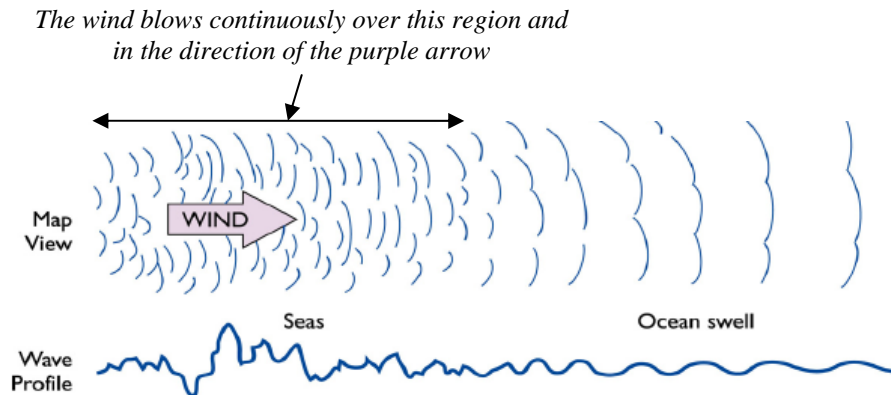 The wind blows continuously over this region and
in the direction of the purple arrow
WIND
Map
View
Seas
Ocean swell
Wave
Profile